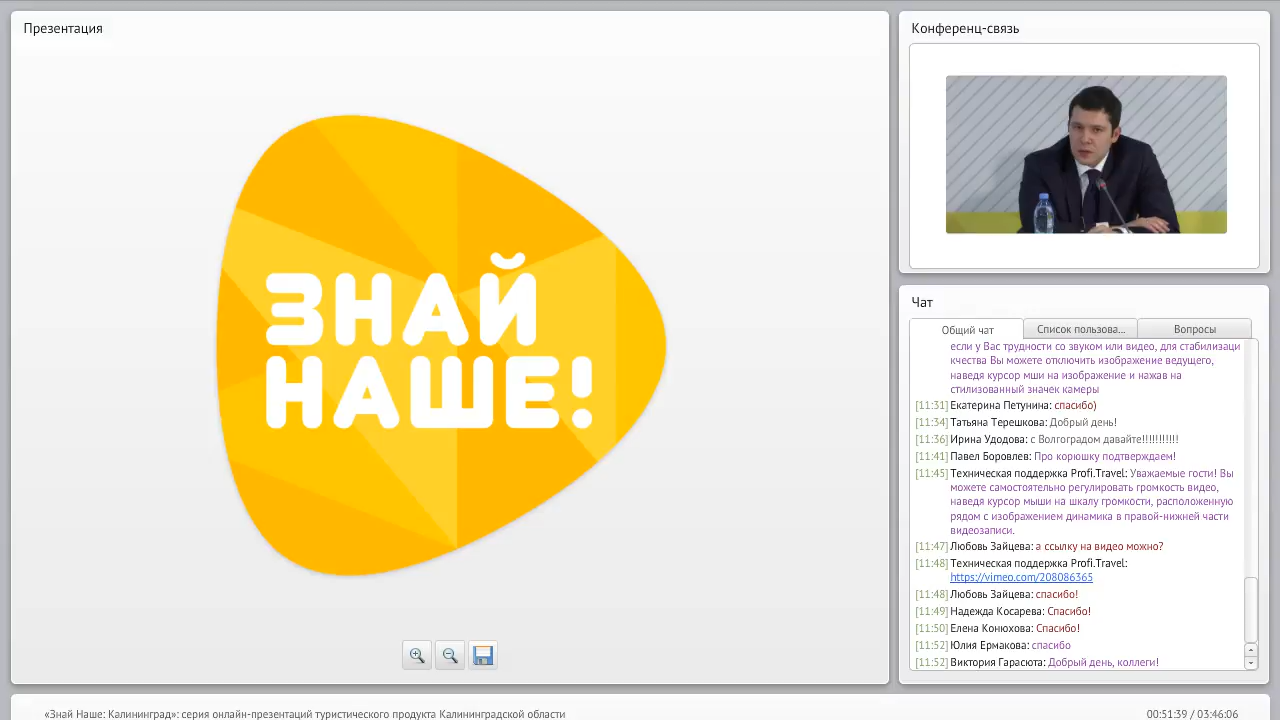 Презентация
ЗНАЙ
НАШЕ!
Конференц-связь
Чат
Общий чат
Список пользова...
Вопросы
если у Вас трудности со звуком или видео, для стабилизаци
кчества Вы можете отключить изображение ведущего,
наведя курсор мши на изображение и нажав на
стилизованный значек камеры
[11:31] Екатерина Петунина: спасибо)
[11:34] Татьяна Терешкова: Добрый день!
[11:36] Ирина Удодова: с Волгоградом давайте!!!!!!!!!!!
[11:41] Павел Боровлев: Про корюшку подтверждаем!
[11:45] Техническая поддержка Profi.Travel: Уважаемые гости! Вы
можете самостоятельно регулировать громкость видео,
наведя курсор мыши на шкалу громкости, расположенную
рядом с изображением динамика в правой-нижней части
видеозаписи.
[11:47] Любовь Зайцева: а ссылку на видео можно?
[11:48] Техническая поддержка Profi.Travel:
https://vimeo.com/208086365
[11:48] Любовь Зайцева: спасибо!
[11:49] Надежда Косарева: Спасибо!
[11:50] Елена Конюхова: Спасибо!
[11:52] Юлия Ермакова: спасибо
[11:52] Виктория Гарасюта: Добрый день, коллеги!
«Знай Наше: Калининград»: серия онлайн-презентаций туристического продукта Калининградской области
00:51:39 / 03:46:06